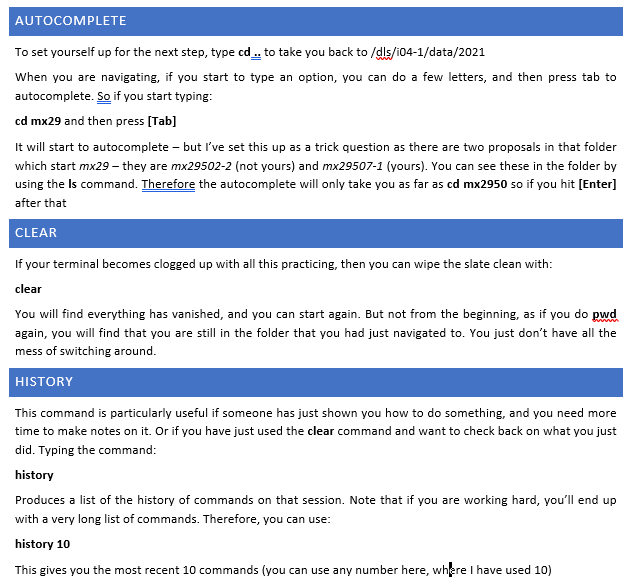 AUTOCOMPLETE
To set yourself up for the next step, type cd .. to take you back to /dls/i04-1/data/2021
When you are navigating, if you start to type an option, you can do a few letters, and then press tab to
autocomplete. So if you start typing:
cd mx29 and then press [Tab]
It will start to autocomplete – but I've set this up as a trick question as there are two proposals in that folder
which start mx29 – they are mx29502-2 (not yours) and mx29507-1 (yours). You can see these in the folder by
using the ls command. Therefore the autocomplete will only take you as far as cd mx2950 so if you hit [Enter]
after that
CLEAR
If your terminal becomes clogged up with all this practicing, then you can wipe the slate clean with:
clear
You will find everything has vanished, and you can start again. But not from the beginning, as if you do pwd
again, you will find that you are still in the folder that you had just navigated to. You just don't have all the
mess of switching around.
HISTORY
This command is particularly useful if someone has just shown you how to do something, and you need more
time to make notes on it. Or if you have just used the clear command and want to check back on what you just
did. Typing the command:
history
Produces a list of the history of commands on that session. Note that if you are working hard, you'll end up
with a very long list of commands. Therefore, you can use:
history 10
This gives you the most recent 10 commands (you can use any number here, where I have used 10)